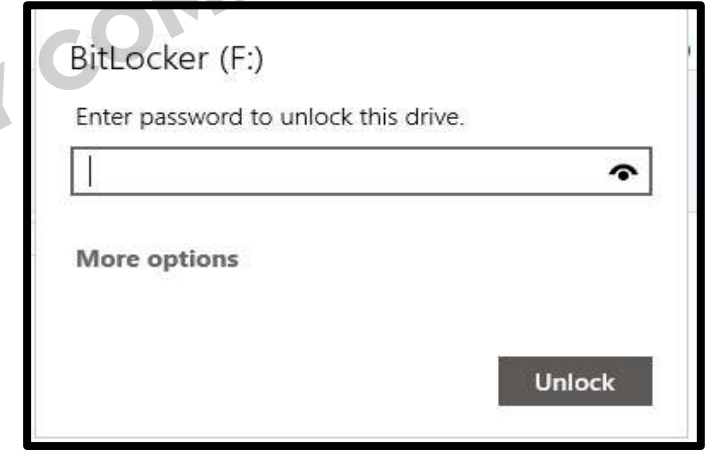 BitLocker (F:)
Enter password to unlock this drive.
More options
Unlock